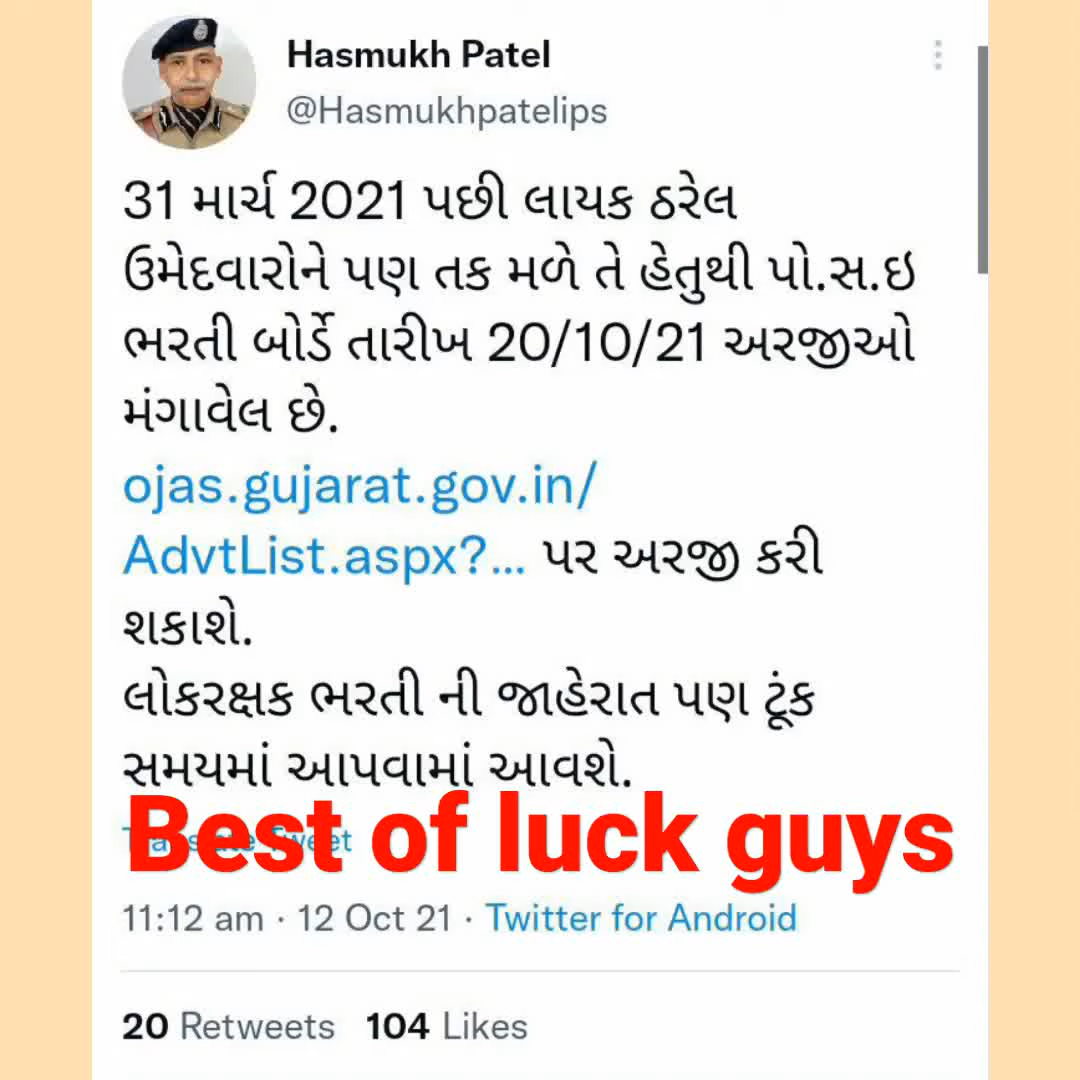 Hasmukh Patel
@Hasmukhpatelips
31 માર્ચ 2021 પછી લાયક ઠરેલ
ઉમેદવારોને પણ તક મળે તે હેતુથી પો.સ.ઇ
ભરતી બોર્ડે તારીખ 20/10/21 અરજીઓ
મંગાવેલ છે.
ojas.gujarat.gov.in/
AdvtList.aspx?... પર અરજી કરી
શકાશે.
લોકરક્ષક ભરતી ની જાહેરાત પણ ટૂંક
સમયમાં આપવામાં આવશે.
Translate Tweet
Best of luck guys
11:12 am · 12 Oct 21 · Twitter for Android
20 Retweets 104 Likes